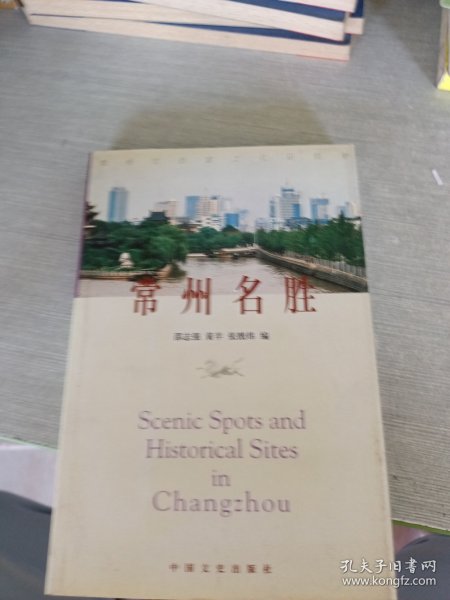 常州名胜
编
Scenic Spots and
Historical Sites
in
Changzhou
中国文史出版社
孔夫子旧书网
www.kongfz.com